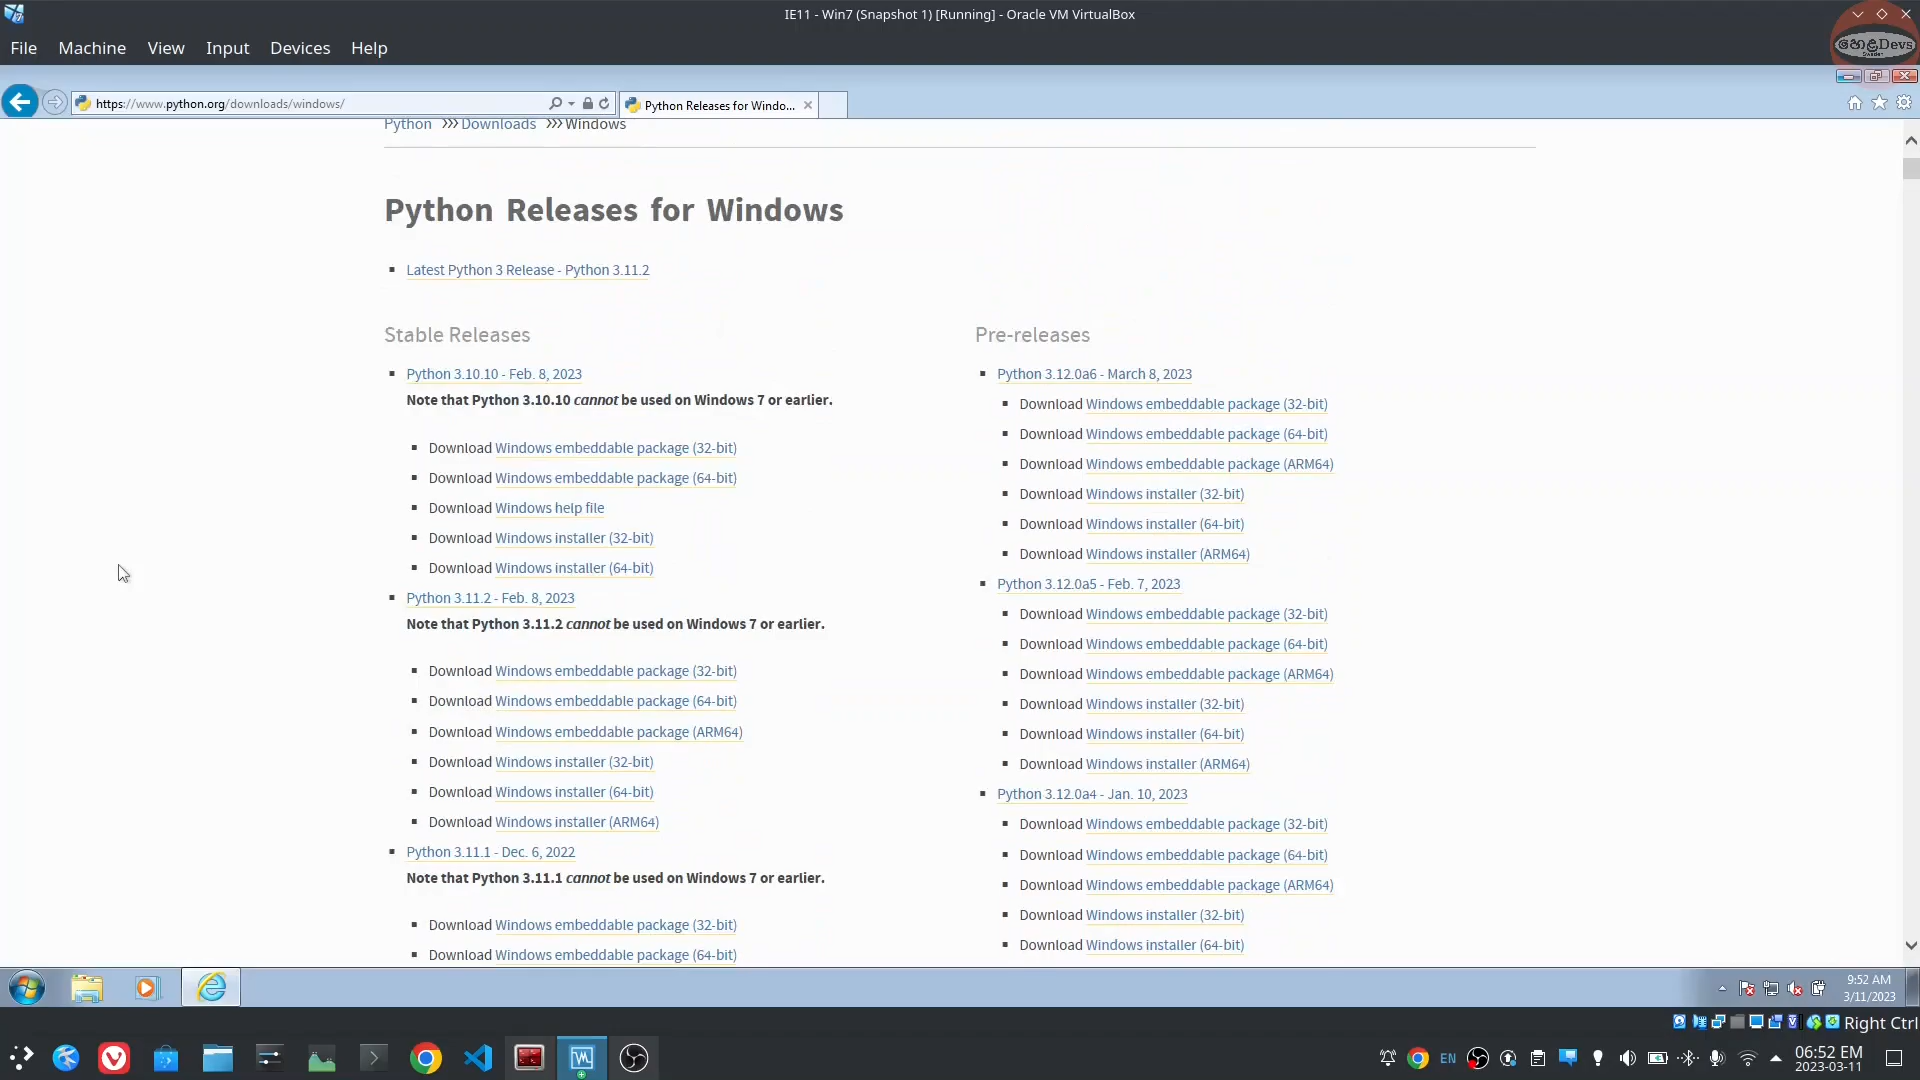 IE11 - Win7 (Snapshot 1) [Running] - Oracle VM VirtualBox
File Machine View Input Devices Help
හෙළDevs
https://www.python.org/downloads/windows/
Python Releases for Windo...
Python >>> Downloads >>> Windows
Python Releases for Windows
Latest Python 3 Release - Python 3.11.2
Stable Releases
Python 3.10.10 - Feb. 8, 2023
Note that Python 3.10.10 cannot be used on Windows 7 or earlier.
Download Windows embeddable package (32-bit)
Download Windows embeddable package (64-bit)
Download Windows help file
Download Windows installer (32-bit)
Download Windows installer (64-bit)
Python 3.11.2 - Feb. 8, 2023
Note that Python 3.11.2 cannot be used on Windows 7 or earlier.
Download Windows embeddable package (32-bit)
Download Windows embeddable package (64-bit)
Download Windows embeddable package (ARM64)
Download Windows installer (32-bit)
Download Windows installer (64-bit)
Download Windows installer (ARM64)
Python 3.11.1 - Dec. 6, 2022
Note that Python 3.11.1 cannot be used on Windows 7 or earlier.
Download Windows embeddable package (32-bit)
Download Windows embeddable package (64-bit)
Pre-releases
Python 3.12.0a6 - March 8, 2023
Download Windows embeddable package (32-bit)
Download Windows embeddable package (64-bit)
Download Windows embeddable package (ARM64)
Download Windows installer (32-bit)
Download Windows installer (64-bit)
Download Windows installer (ARM64)
Python 3.12.0a5 - Feb. 7, 2023
Download Windows embeddable package (32-bit)
Download Windows embeddable package (64-bit)
Download Windows embeddable package (ARM64)
Download Windows installer (32-bit)
Download Windows installer (64-bit)
Download Windows installer (ARM64)
Python 3.12.0a4 - Jan. 10, 2023
Download Windows embeddable package (32-bit)
Download Windows embeddable package (64-bit)
Download Windows embeddable package (ARM64)
Download Windows installer (32-bit)
Download Windows installer (64-bit)
9:52 AM
3/11/2023
Right Ctrl
EN
06:52 EM
2023-03-11